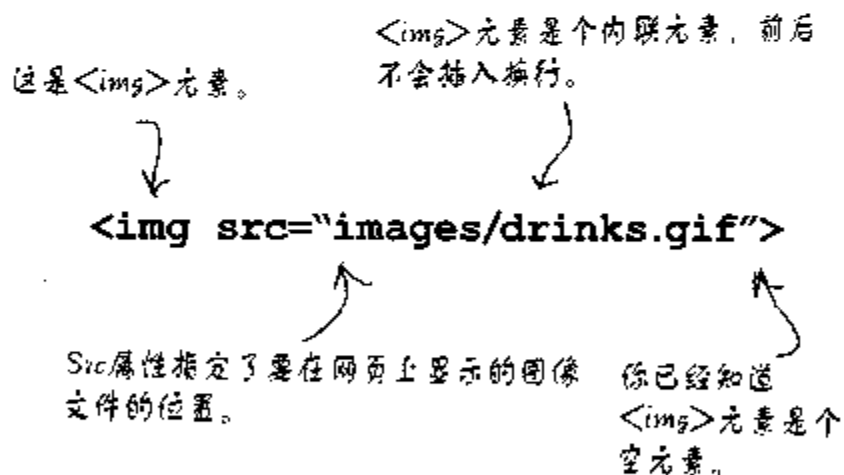 <img>元素是个内联元素，前后
不会插入换行。
这是<img>元素。
<img src="images/drinks.gif">
Src属性指定了要在网页上显示的图像
文件的位置。
你已经知道
<img>元素是个
空元素。